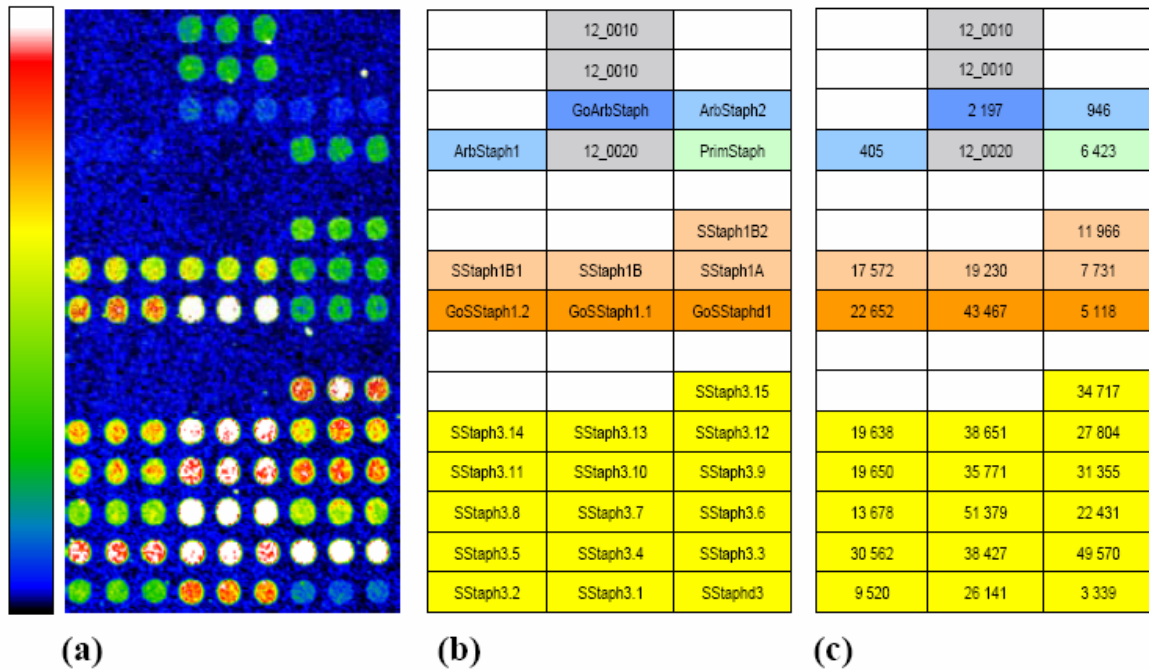 12_0010 12_0010
12_0010 12_0010
GoArbStaph ArbStaph2 2 197 946
ArbStaph1 12_0020 PrimStaph 405 12_0020 6 423
SStaph1B2 11 966
SStaph1B1 SStaph1B SStaph1A 17 572 19 230 7 731
GoSStaph1.2 GoSStaph1.1 GoSStaphd1 22 652 43 467 5 118
SStaph3.15 34 717
SStaph3.14 SStaph3.13 SStaph3.12 19 638 38 651 27 804
SStaph3.11 SStaph3.10 SStaph3.9 19 650 35 771 31 355
SStaph3.8 SStaph3.7 SStaph3.6 13 678 51 379 22 431
SStaph3.5 SStaph3.4 SStaph3.3 30 562 38 427 49 570
SStaph3.2 SStaph3.1 SStaphd3 9 520 26 141 3 339
(a) (b) (c)